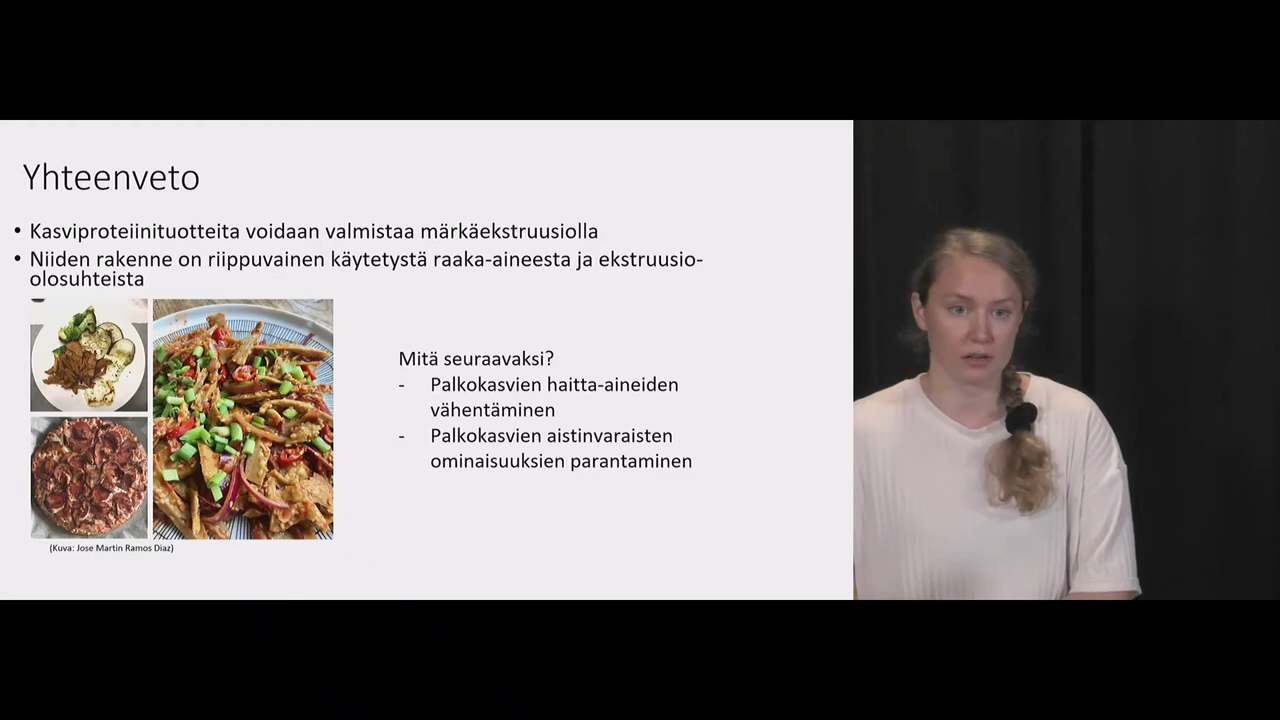 Yhteenveto
• Kasviproteiinituotteita voidaan valmistaa märkäekstruusiolla
• Niiden rakenne on riippuvainen käytetystä raaka-aineesta ja ekstruusio-
olosuhteista
Mitä seuraavaksi?
- Palkokasvien haitta-aineiden
vähentäminen
- Palkokasvien aistinvaraisten
ominaisuuksien parantaminen
(Kuva: Jose Martin Ramos Diaz)